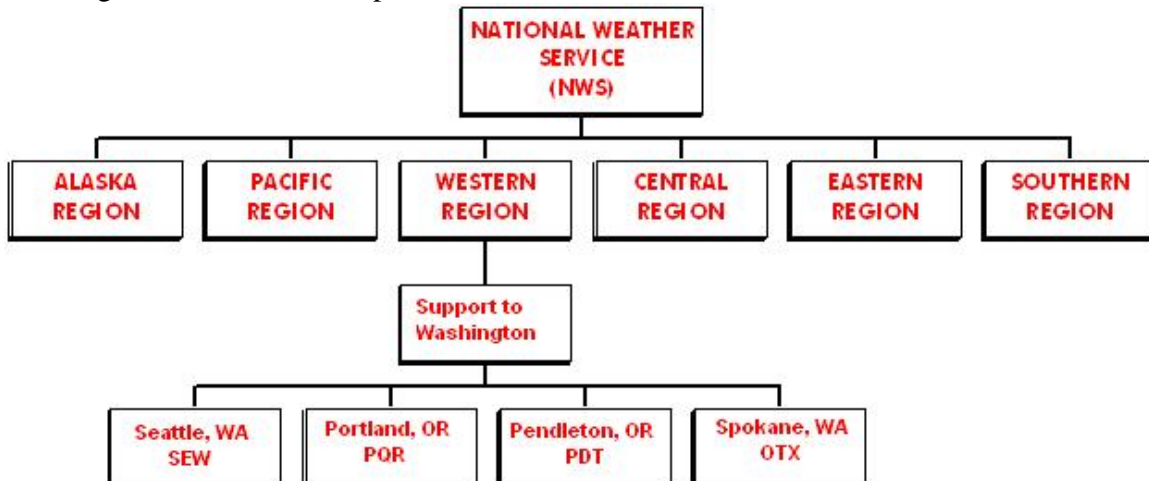 NATIONAL WEATHER
SERVICE
(NWS)
ALASKA
REGION
PACIFIC
REGION
WESTERN
REGION
CENTRAL
REGION
EASTERN
REGION
SOUTHERN
REGION
Support to
Washington
Seattle, WA
SEW
Portland, OR
PQR
Pendleton, OR
PDT
Spokane, WA
OTX